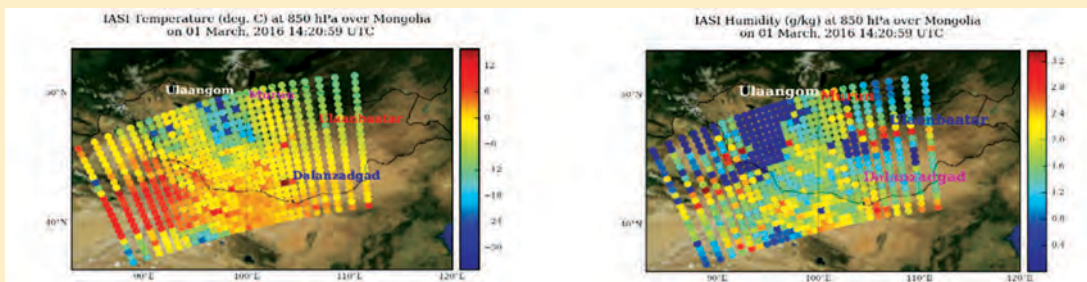 IASI Temperature (deg. C) at 850 hPa over Mongolia
on 01 March, 2016 14:20:59 UTC
Ulaangom
Ulaanbaatar
Dalanzadgad
50°N
40°N
90°E
100°E
110°E
120°E
12
6
0
−6
−12
−18
−24
−30
IASI Humidity (g/kg) at 850 hPa over Mongolia
on 01 March, 2016 14:20:59 UTC
Ulaangom
Ulaanbaatar
Dalanzadgad
50°N
40°N
90°E
100°E
110°E
120°E
3.2
2.8
2.4
2.0
1.6
1.2
0.8
0.4